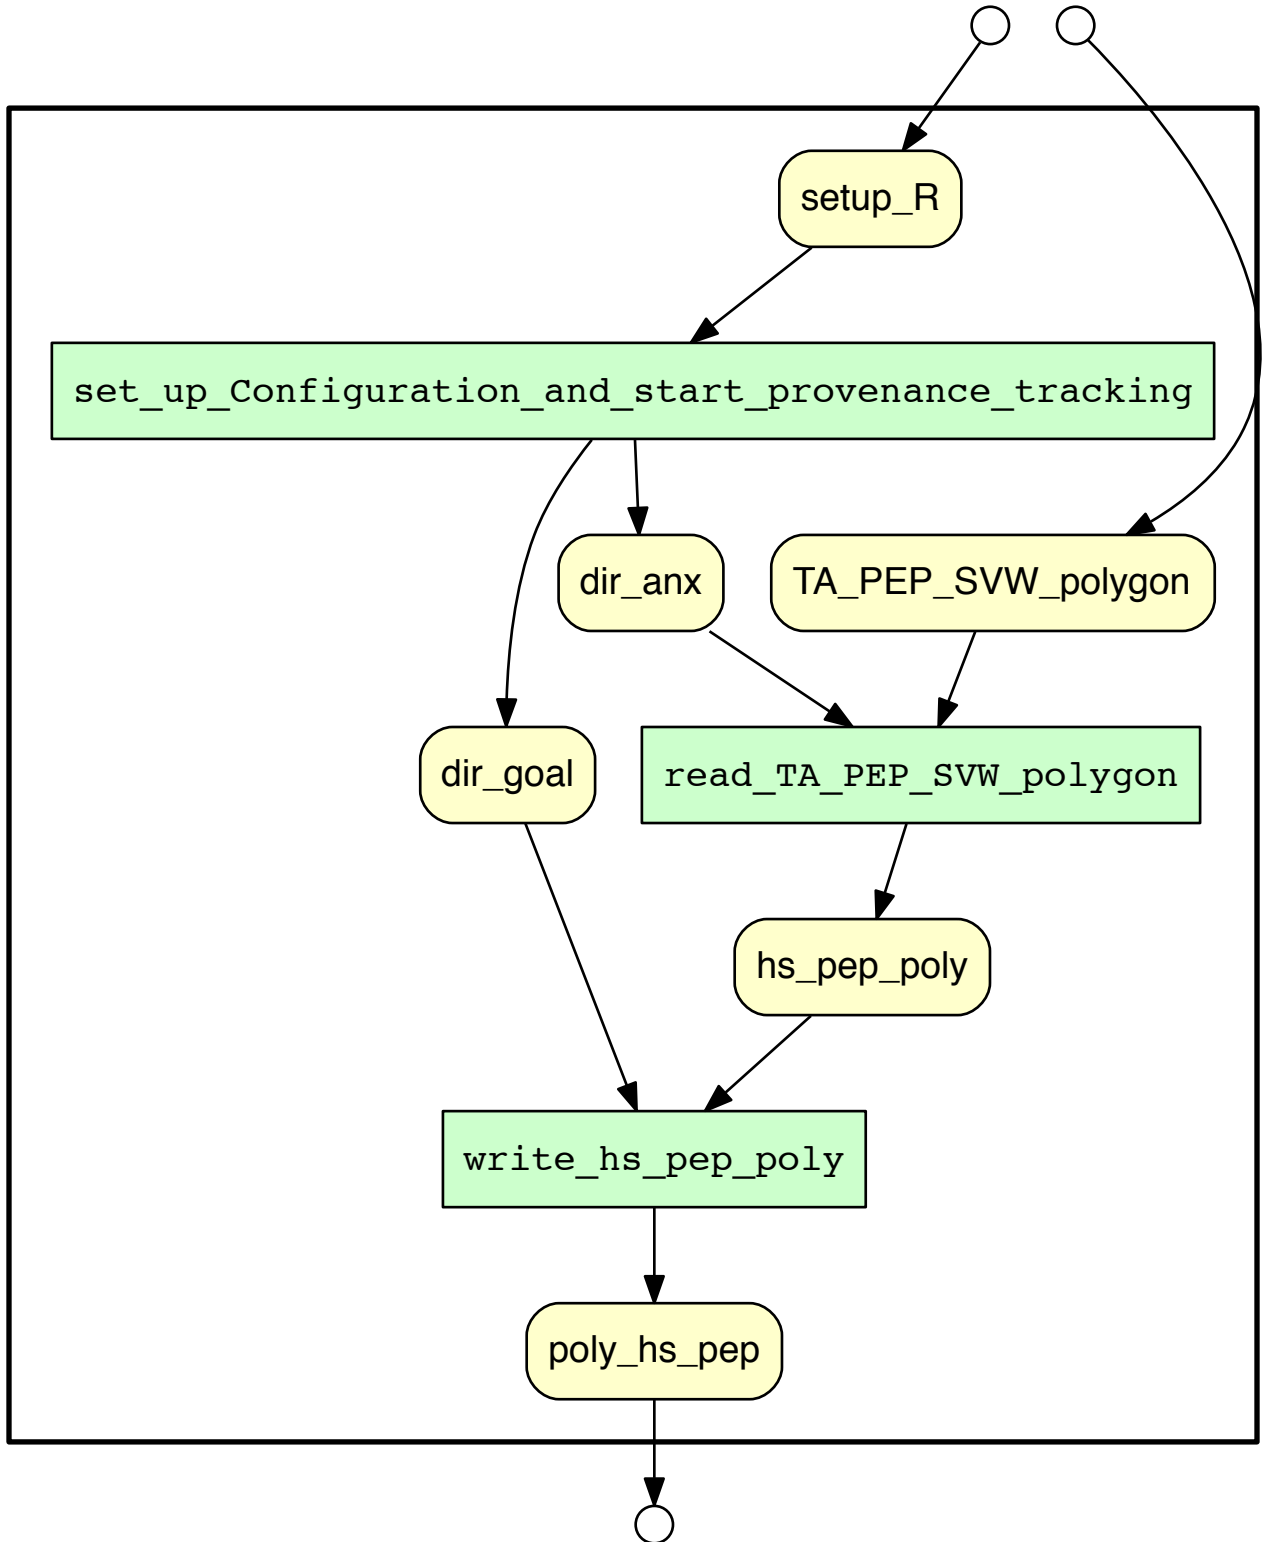 setup_R
set_up_Configuration_and_start_provenance_tracking
dir_anx
TA_PEP_SVW_polygon
dir_goal
read_TA_PEP_SVW_polygon
hs_pep_poly
write_hs_pep_poly
poly_hs_pep